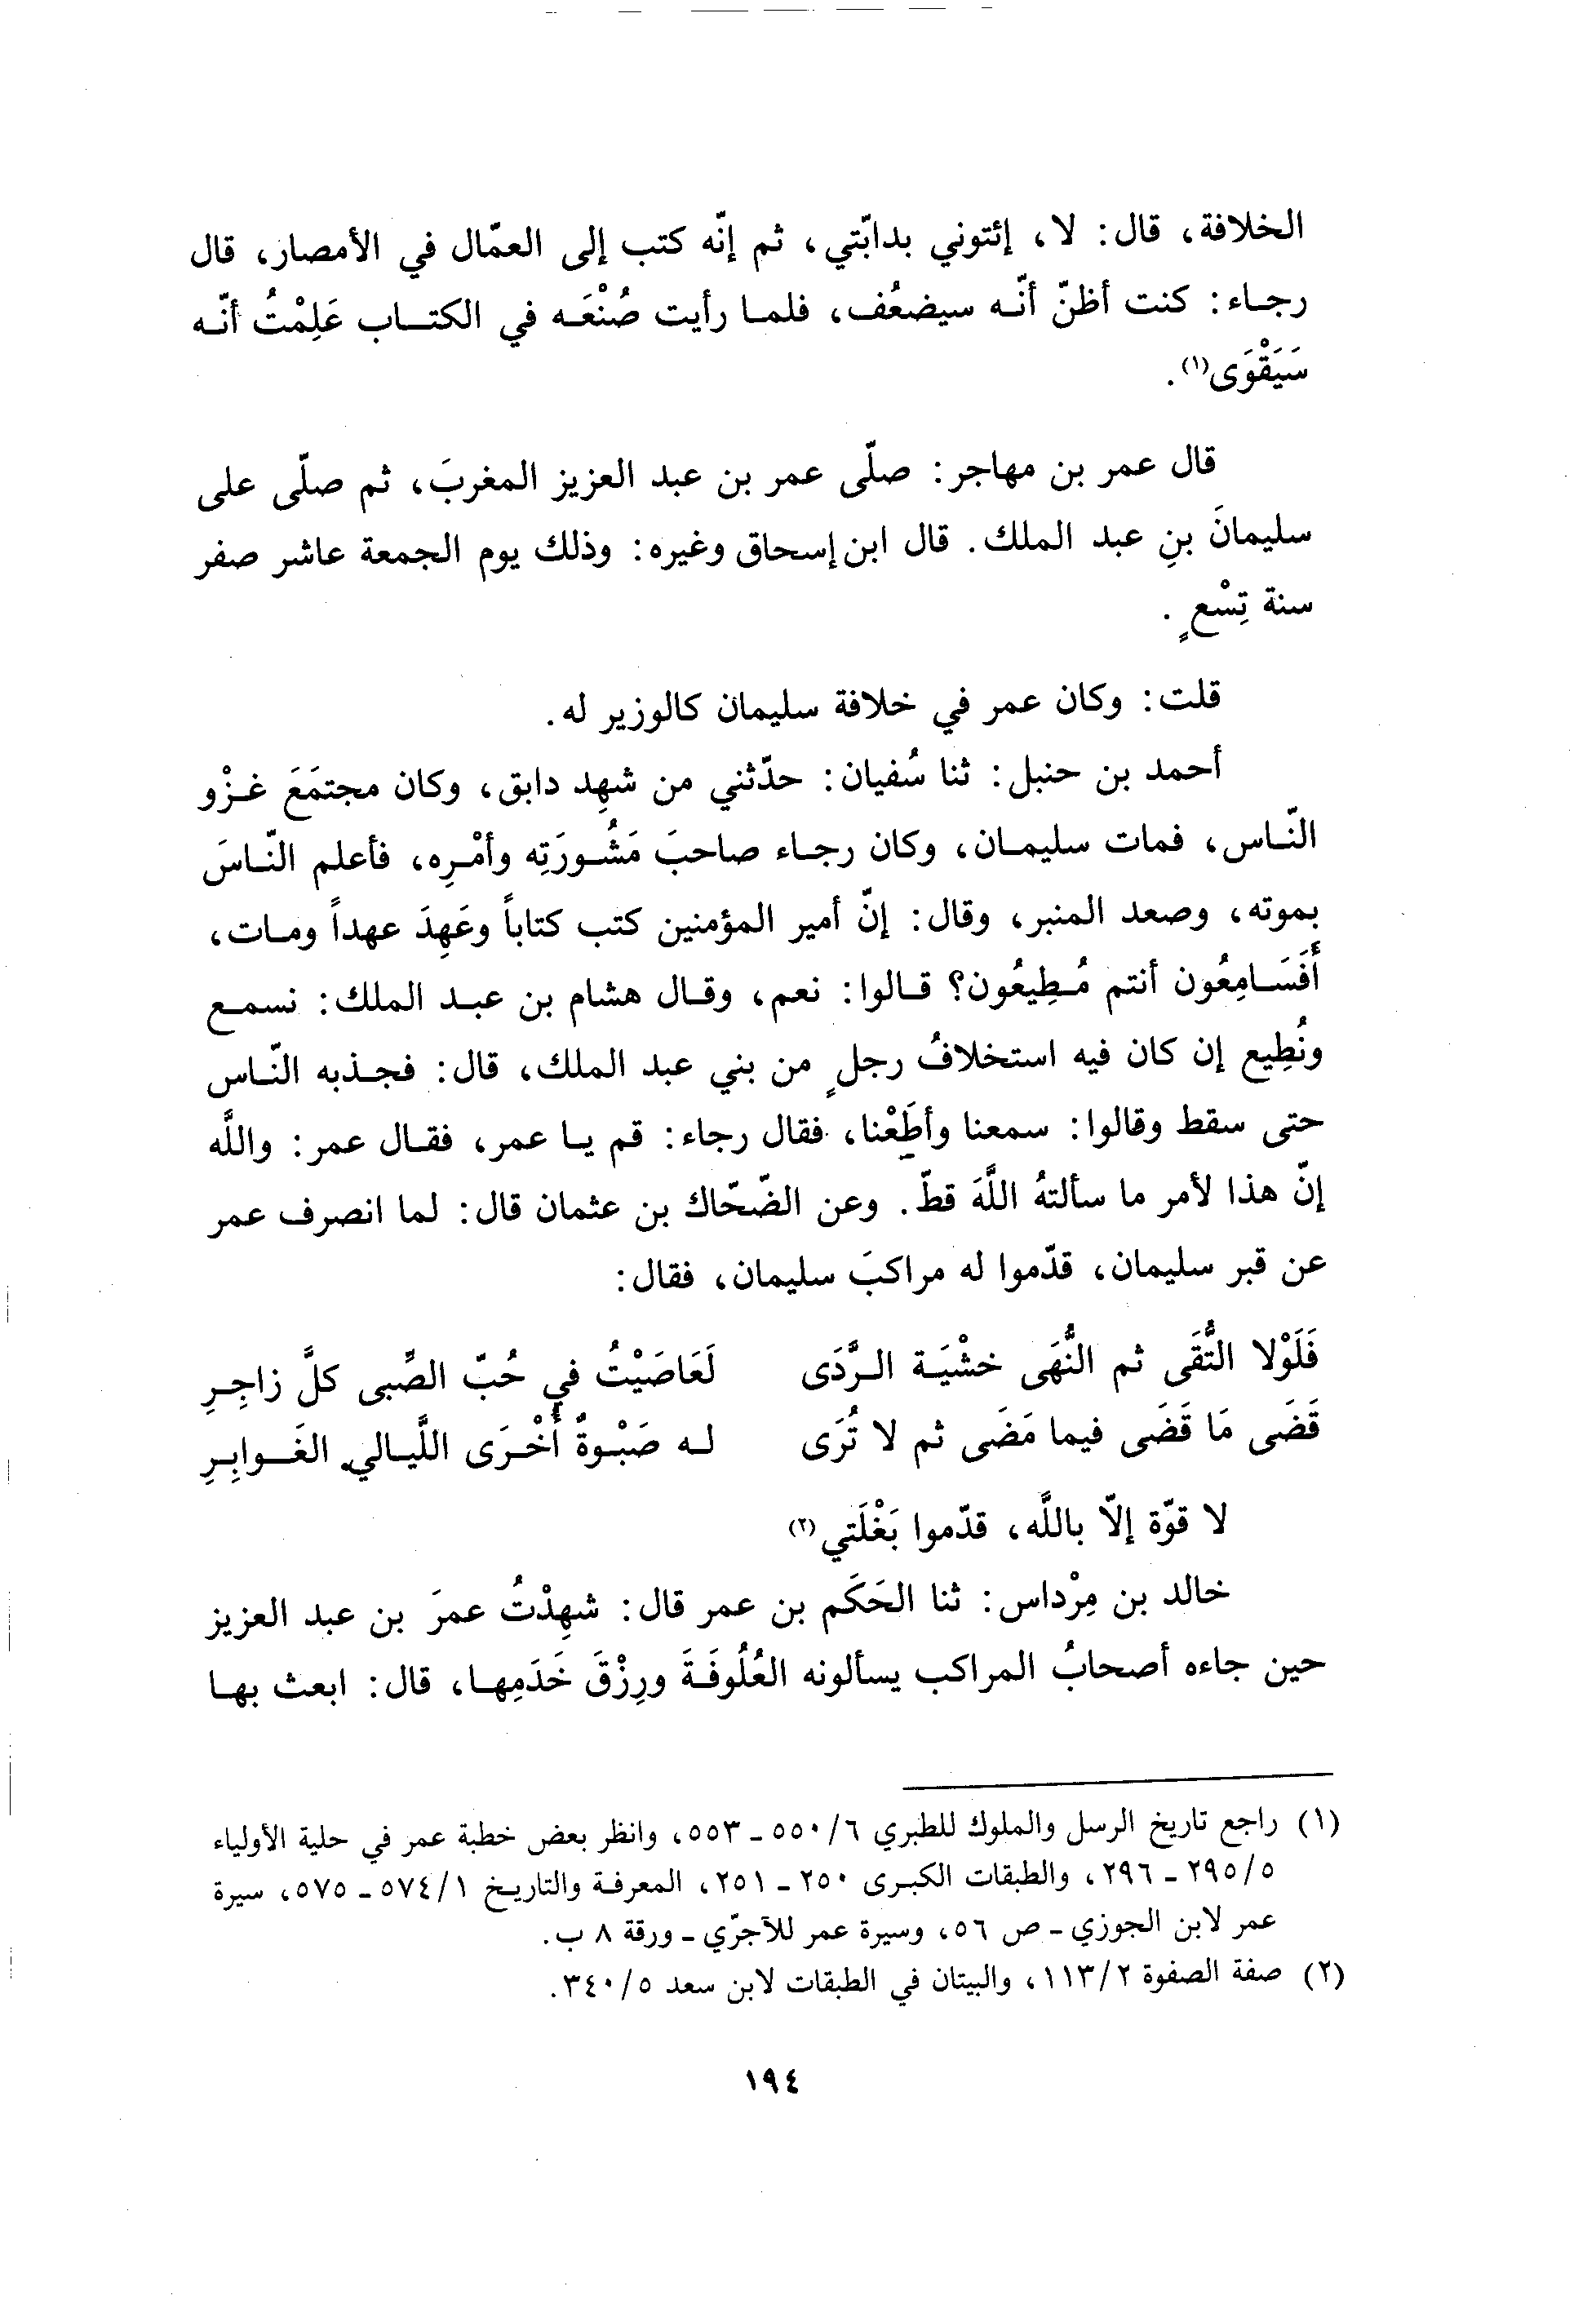 الخلافة، قال: لا، إئتوني بدابّتي، ثم إنّه كتب إلى العمّال في الأمصار، قال
رجاء: كنت أظنّ أنّه سيضعُف، فلما رأيت صُنْعَه في الكتاب عَلِمْتُ أنّه
سَيَقْوَى(١).
قال عمر بن مهاجر: صلّى عمر بن عبد العزيز المغربَ، ثم صلّى على
سليمانَ بنِ عبد الملك. قال ابن إسحاق وغيره: وذلك يوم الجمعة عاشر صفر
سنة تِسْعٍ.
قلت: وكان عمر في خلافة سليمان كالوزير له.
أحمد بن حنبل: ثنا سُفيان: حدّثني من شهِد دابق، وكان مجتمَعَ غزْو
النّاس، فمات سليمان، وكان رجاء صاحبَ مَشُورَتِه وأمْرِه، فأعلم النّاسَ
بموته، وصعد المنبر، وقال: إنّ أمير المؤمنين كتب كتاباً وعَهِدَ عهداً ومات،
أَفَسَامِعُون أنتم مُطِيعُون؟ قالوا: نعم، وقال هشام بن عبد الملك: نسمع
ونُطِيع إن كان فيه استخلافُ رجلٍ من بني عبد الملك، قال: فجذبه النّاس
حتى سقط وقالوا: سمعنا وأَطَعْنا، فقال رجاء: قم يا عمر، فقال عمر: واللَّه
إنّ هذا لأمر ما سألتهُ اللَّهَ قطّ. وعن الضّحّاك بن عثمان قال: لما انصرف عمر
عن قبر سليمان، قدّموا له مراكبَ سليمان، فقال:
فَلَوْلا التُّقَى ثم النُّهَى خشْيَة الرَّدَى لَعَاصَيْتُ في حُبّ الصِّبى كلَّ زاجِرِ
قَضَى مَا قَضَى فيما مَضَى ثم لا تُرَى له صَبْوةٌ أُخْرَى اللَّيالي الغَوابِرِ
لا قوّة إلّا باللَّه، قدّموا بَغْلَتي(٢)
خالد بن مِرْداس: ثنا الحَكَم بن عمر قال: شهِدْتُ عمرَ بن عبد العزيز
حين جاءه أصحابُ المراكب يسألونه العُلُوفَةَ ورِزْقَ خَدَمِها، قال: ابعث بها
(١) راجع تاريخ الرسل والملوك للطبري ٦/٥٥٠ ـ ٥٥٣، وانظر بعض خطبة عمر في حلية الأولياء
٥/٢٩٥ ـ ٢٩٦، والطبقات الكبرى ٢٥٠ ـ ٢٥١، المعرفة والتاريخ ١/٥٧٤ ـ ٥٧٥، سيرة
عمر لابن الجوزي ـ ص ٥٦، وسيرة عمر للآجرّي ـ ورقة ٨ ب.
(٢) صفة الصفوة ٢/١١٣، والبيتان في الطبقات لابن سعد ٥/٣٤٠.
١٩٤